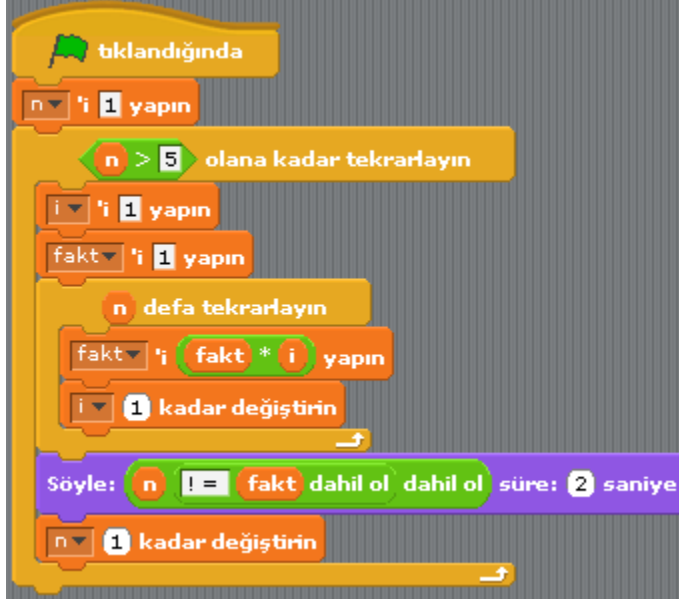 tıklandığında
n 'i 1 yapın
n > 5 olana kadar tekrarlayın
i 'i 1 yapın
fakt 'i 1 yapın
n defa tekrarlayın
fakt 'i fakt * i yapın
i 1 kadar değiştirin
Söyle: n ! = fakt dahil ol dahil ol süre: 2 saniye
n 1 kadar değiştirin